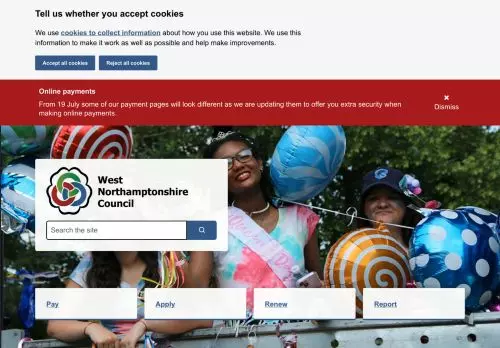 Tell us whether you accept cookies
We use cookies to collect information about how you use this website. We use
this information to make it work as well as possible and help make improvements.
Accept all cookies
Reject all cookies
Online payments
From 19 July some of our payment pages will look different as we are updating them to offer you extra security when
making online payments.
×
Dismiss
West
Northamptonshire
Council
Search the site
Pay
Apply
Renew
Report